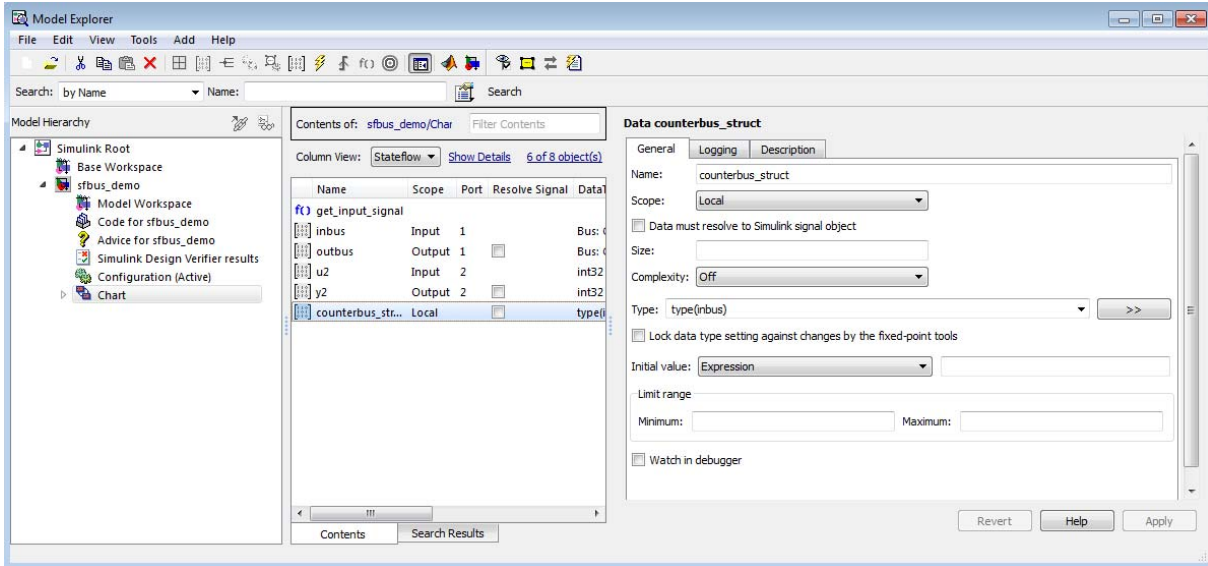 Model Explorer
File Edit View Tools Add Help
f()
Search: by Name Name: Search
Model Hierarchy
Simulink Root
Base Workspace
sfbus_demo
Model Workspace
Code for sfbus_demo
Advice for sfbus_demo
Simulink Design Verifier results
Configuration (Active)
Chart
Contents of: sfbus_demo/Char Filter Contents
Column View: Stateflow Show Details 6 of 8 object(s)
Name Scope Port Resolve Signal DataT
f() get_input_signal
inbus Input 1 Bus:
outbus Output 1 Bus:
u2 Input 2 int32
y2 Output 2 int32
counterbus_str... Local type(i
Contents Search Results
Data counterbus_struct
General Logging Description
Name: counterbus_struct
Scope: Local
Data must resolve to Simulink signal object
Size:
Complexity: Off
Type: type(inbus) >>
Lock data type setting against changes by the fixed-point tools
Initial value: Expression
Limit range
Minimum: Maximum:
Watch in debugger
Revert Help Apply